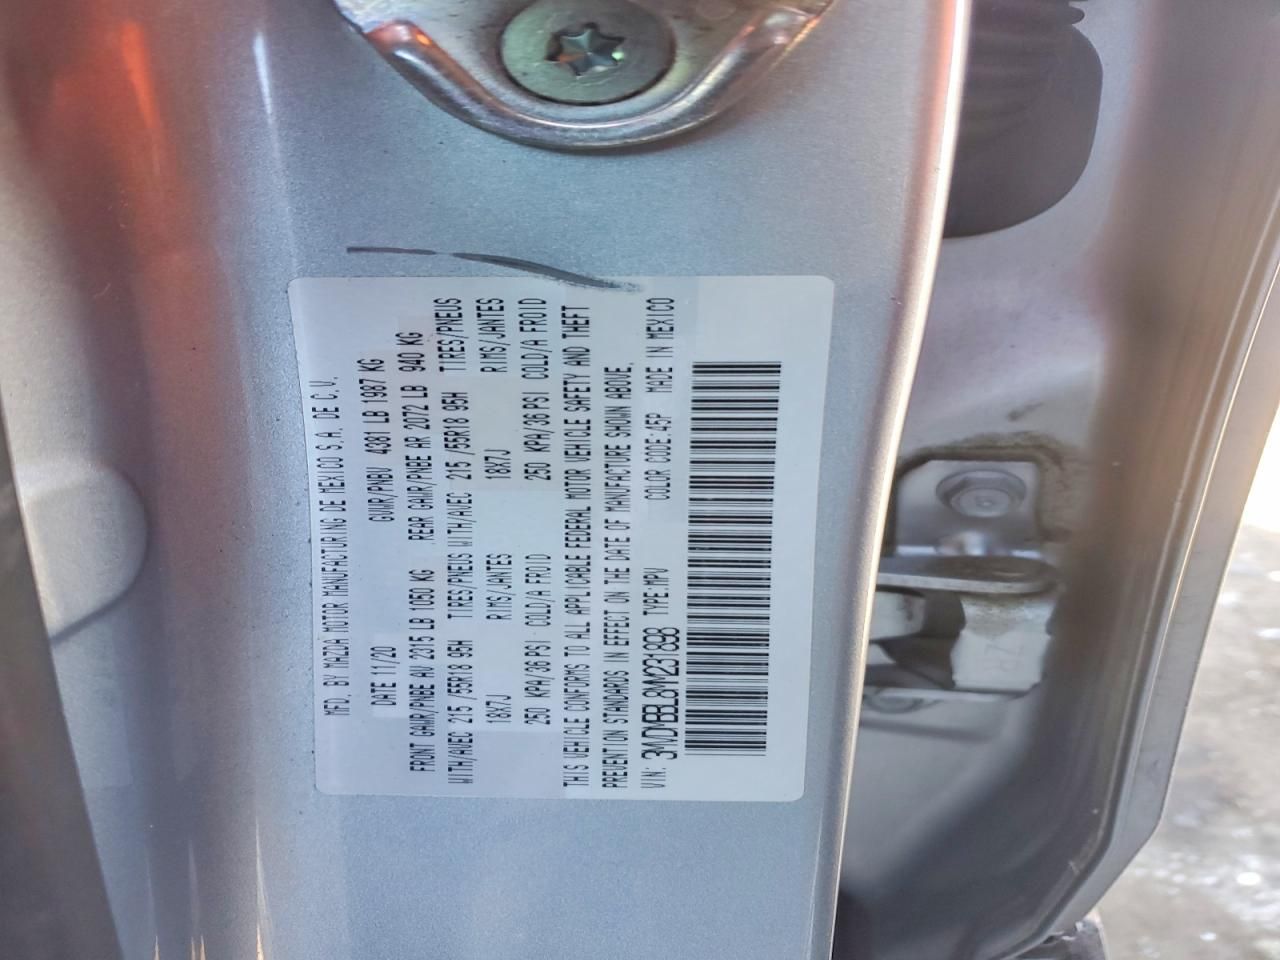 MFD. BY MAZDA MOTOR MANUFACTURING DE MEXICO S.A. DE C.V.
DATE 11/20 GVWR/PNBV 4381 LB 1987 KG
FRONT GAWR/PNBE AV 2315 LB 1050 KG REAR GAWR/PNBE AR 2072 LB 940 KG
WITH/AVEC 215 /55R18 95H TIRES/PNEUS WITH/AVEC 215 /55R18 95H TIRES/PNEUS
18X7J RIMS/JANTES 18X7J RIMS/JANTES
250 KPA/36 PSI COLD/A FROID 250 KPA/36 PSI COLD/A FROID
THIS VEHICLE CONFORMS TO ALL APPLICABLE FEDERAL MOTOR VEHICLE SAFETY AND THEFT
PREVENTION STANDARDS IN EFFECT ON THE DATE OF MANUFACTURE SHOWN ABOVE.
VIN: 3MVDMBBL8MM231898 TYPE:MPV COLOR CODE:45P MADE IN MEXICO